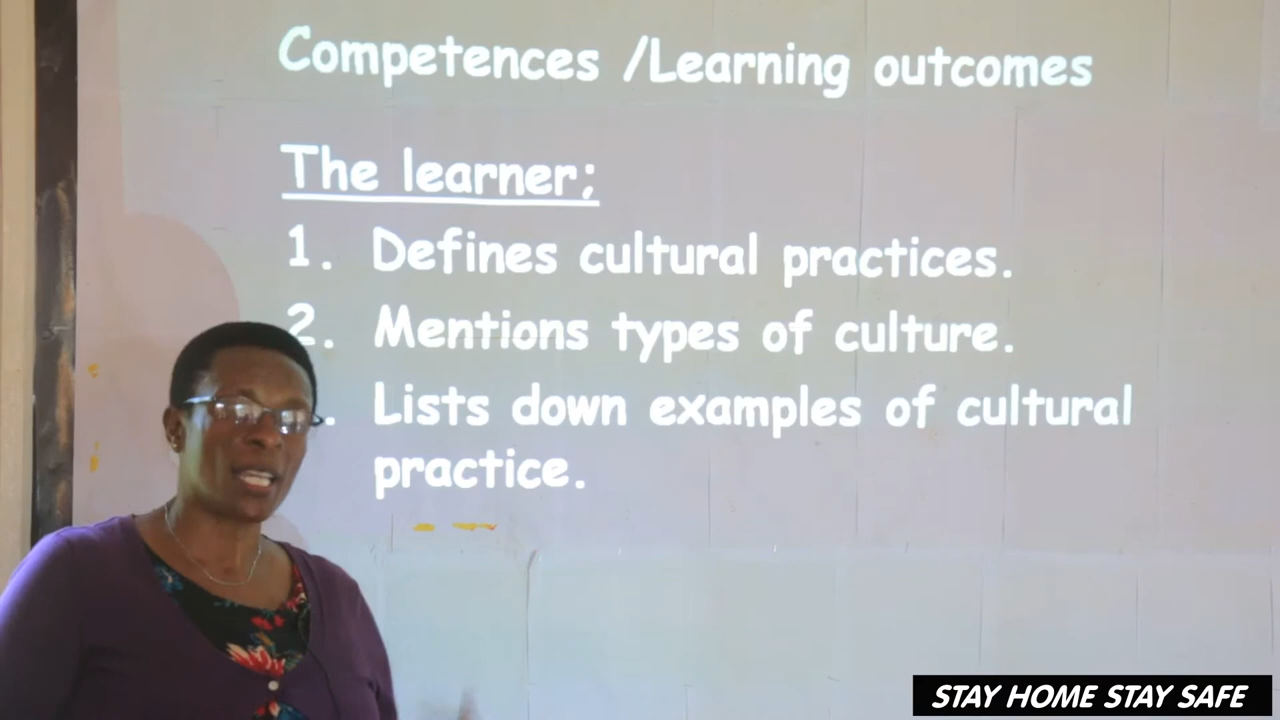 Competences /Learning outcomes
The learner;
1. Defines cultural practices.
2. Mentions types of culture.
. Lists down examples of cultural
practice.
STAY HOME STAY SAFE